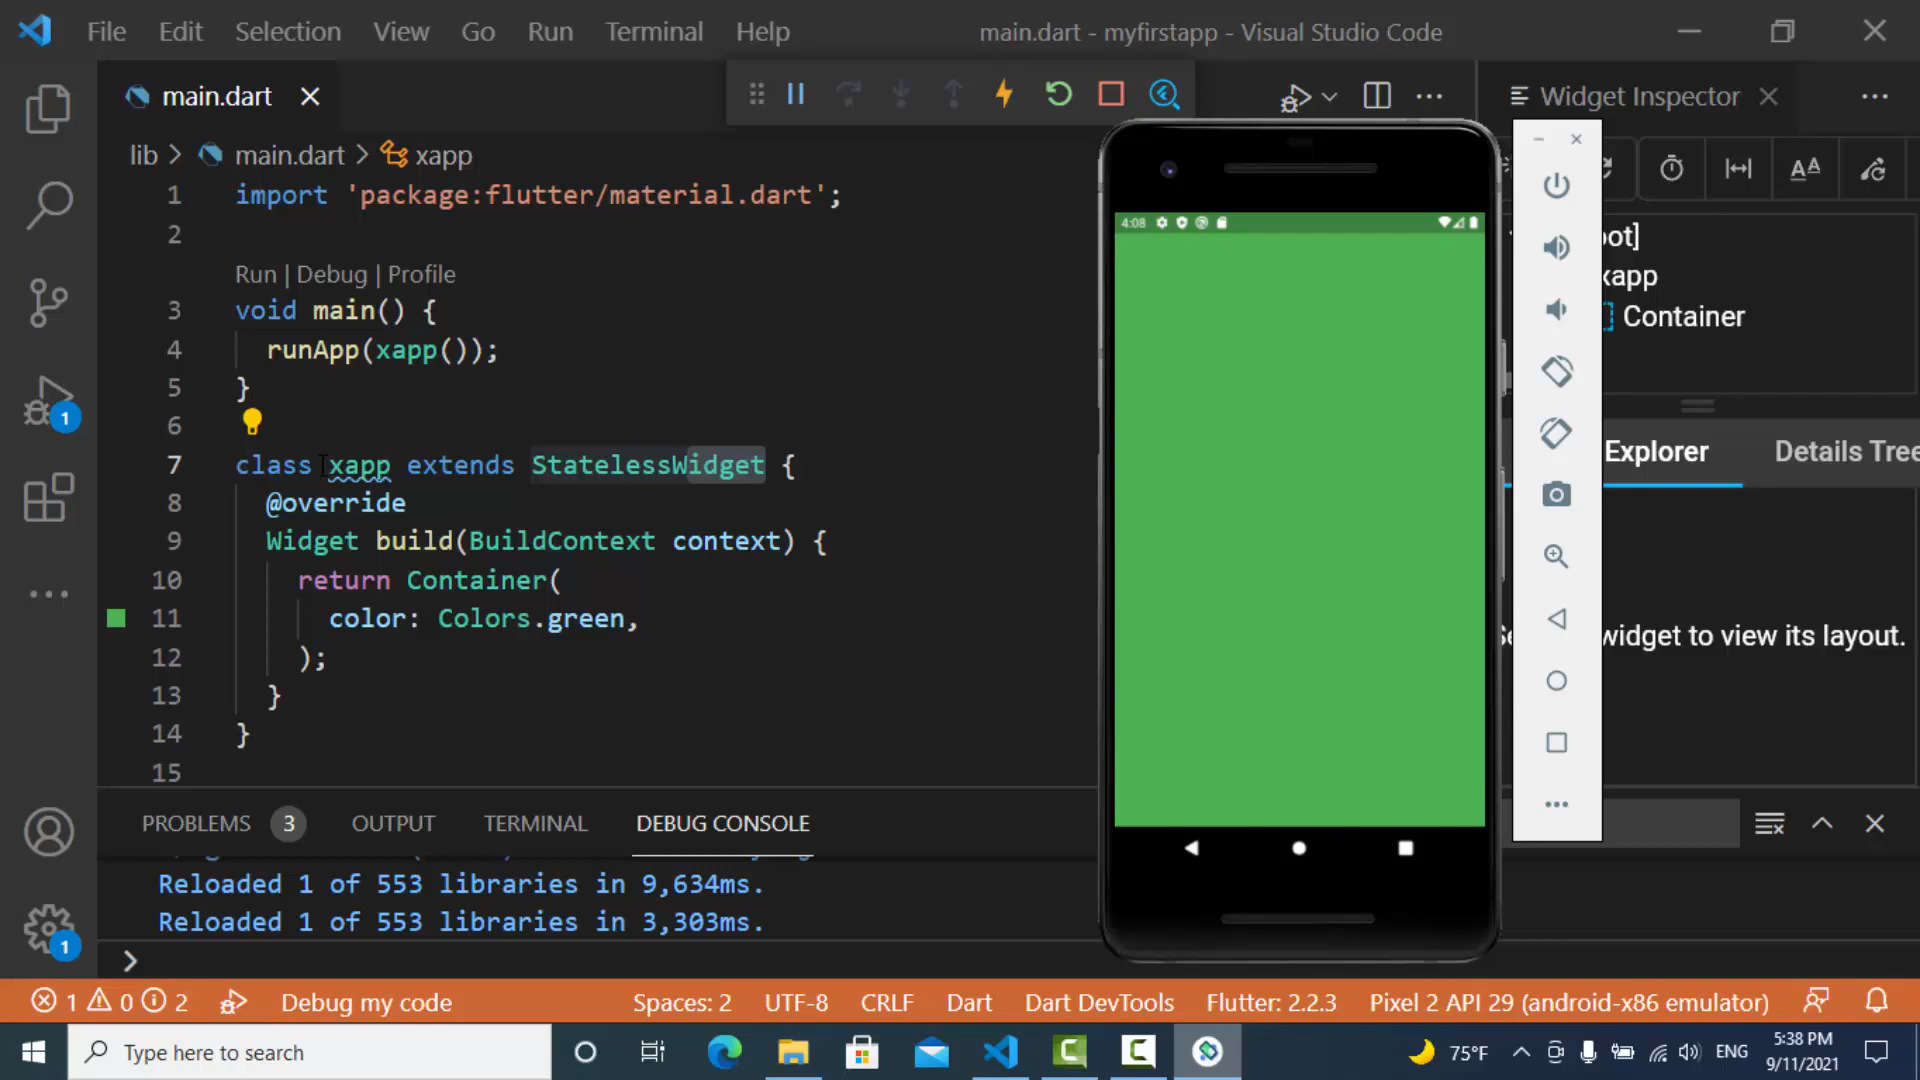 File Edit Selection View Go Run Terminal Help main.dart - myfirstapp - Visual Studio Code
main.dart
Widget Inspector
lib > main.dart > xapp
1 import 'package:flutter/material.dart';
2
Run | Debug | Profile
3 void main() {
4 runApp(xapp());
5 }
6
7 class xapp extends StatelessWidget {
8 @override
9 Widget build(BuildContext context) {
10 return Container(
11 color: Colors.green,
12 );
13 }
14 }
15
4:08
xapp
Container
Explorer Details Tree
widget to view its layout.
PROBLEMS 3 OUTPUT TERMINAL DEBUG CONSOLE
Reloaded 1 of 553 libraries in 9,634ms.
Reloaded 1 of 553 libraries in 3,303ms.
1
1
1 0 2 Debug my code Spaces: 2 UTF-8 CRLF Dart Dart DevTools Flutter: 2.2.3 Pixel 2 API 29 (android-x86 emulator)
Type here to search
75°F ENG 5:38 PM
9/11/2021